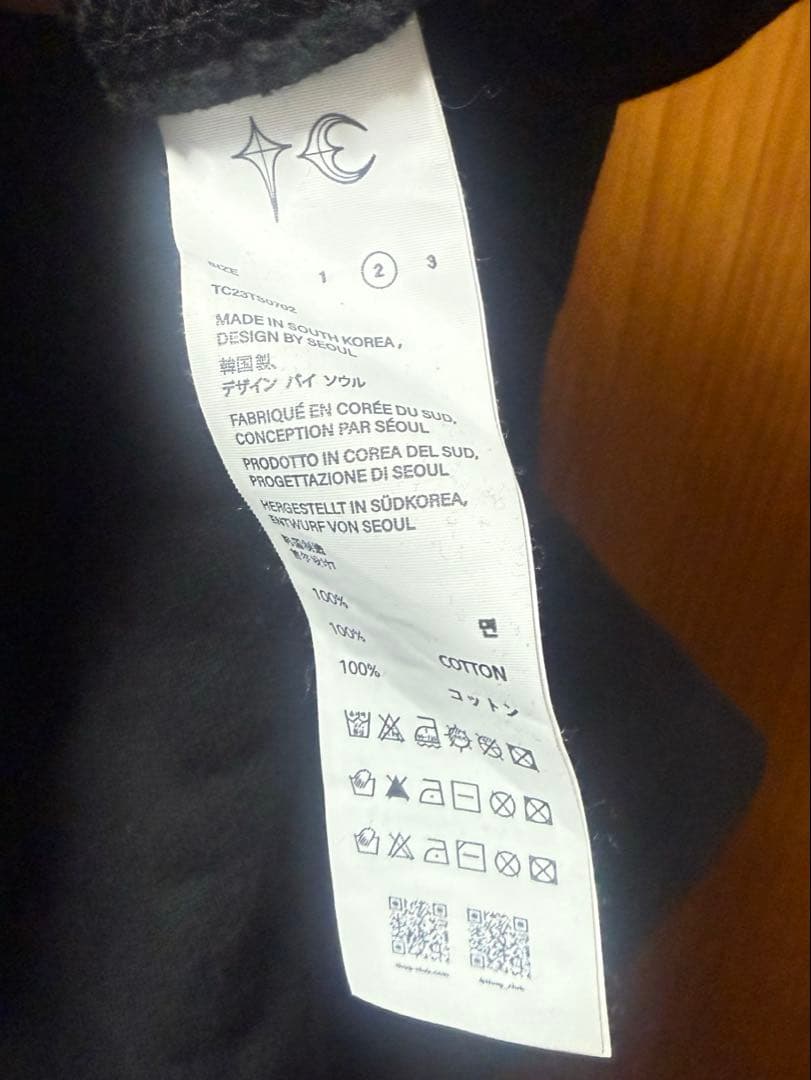 SIZE 1 2 3
TC23TS0702
MADE IN SOUTH KOREA,
DESIGN BY SEOUL
韓国製、
デザイン バイ ソウル
FABRIQUÉ EN CORÉE DU SUD,
CONCEPTION PAR SÉOUL
PRODOTTO IN COREA DEL SUD,
PROGETTAZIONE DI SEOUL
HERGESTELLT IN SÜDKOREA,
ENTWURF VON SEOUL
100% 면
100% COTTON
100% コットン